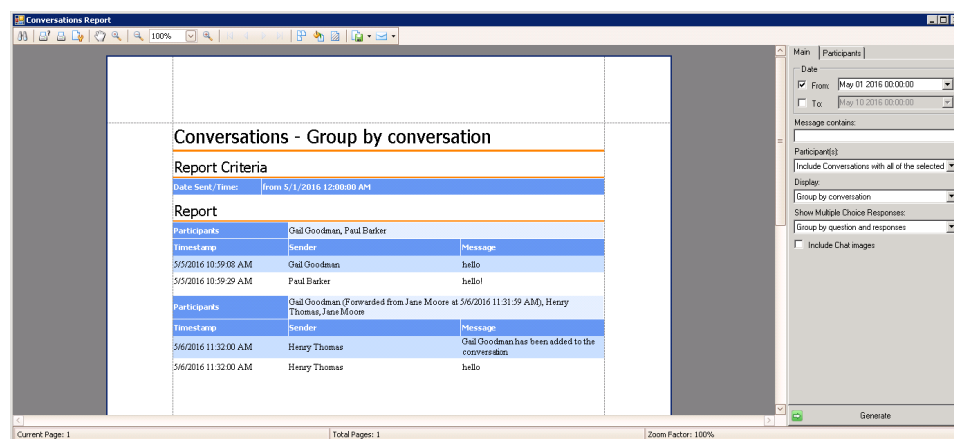 Conversations Report
100%
Conversations - Group by conversation
Report Criteria
Date Sent/Time: from 5/1/2016 12:00:00 AM
Report
Participants Gail Goodman, Paul Barker
Timestamp Sender Message
5/5/2016 10:59:08 AM Gail Goodman hello
5/5/2016 10:59:29 AM Paul Barker hello!
Participants Gail Goodman (Forwarded from Jane Moore at 5/6/2016 11:31:59 AM), Henry
Thomas, Jane Moore
Timestamp Sender Message
5/6/2016 11:32:00 AM Henry Thomas Gail Goodman has been added to the
conversation
5/6/2016 11:32:00 AM Henry Thomas hello
Main Participants
Date
From: May 01 2016 00:00:00
To: May 10 2016 00:00:00
Message contains:
Participant(s):
Include Conversations with all of the selected
Display:
Group by conversation
Show Multiple Choice Responses:
Group by question and responses
Include Chat images
Generate
Current Page: 1 Total Pages: 1 Zoom Factor: 100%